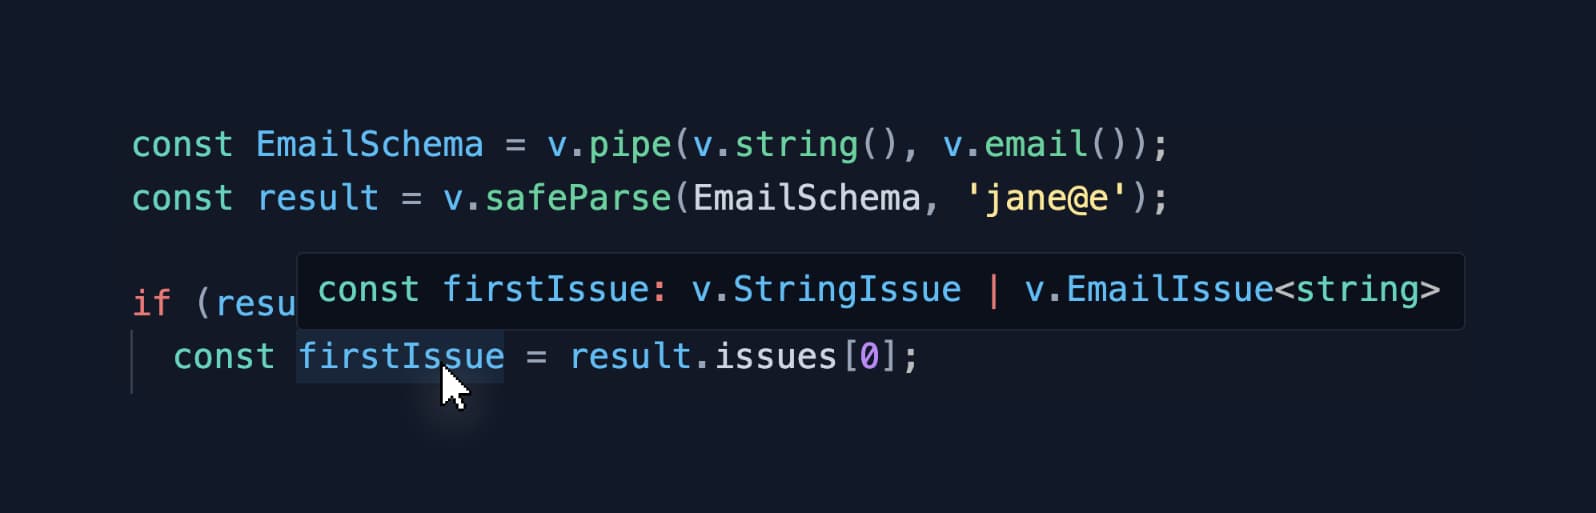 const EmailSchema = v.pipe(v.string(), v.email());
const result = v.safeParse(EmailSchema, 'jane@e');
const firstIssue: v.StringIssue | v.EmailIssue<string>
if (resu
const firstIssue = result.issues[0];